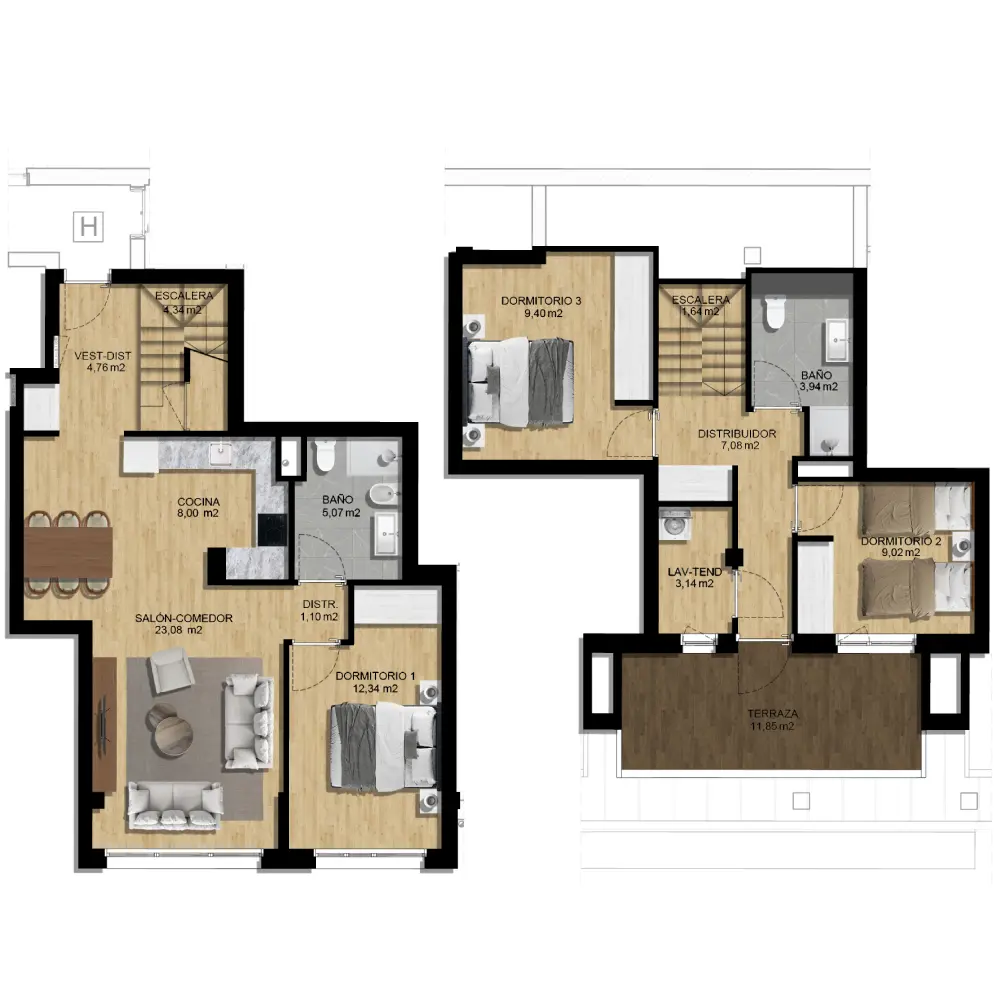 H
ESCALERA
4,34 m2
VEST-DIST
4,76 m2
COCINA
8,00 m2
BAÑO
5,07 m2
DISTR.
1,10 m2
SALÓN-COMEDOR
23,08 m2
DORMITORIO 1
12,34 m2
DORMITORIO 3
9,40 m2
ESCALERA
1,64 m2
BAÑO
3,94 m2
DISTRIBUIDOR
7,08 m2
DORMITORIO 2
9,02 m2
LAV-TEND
3,14 m2
TERRAZA
11,85 m2